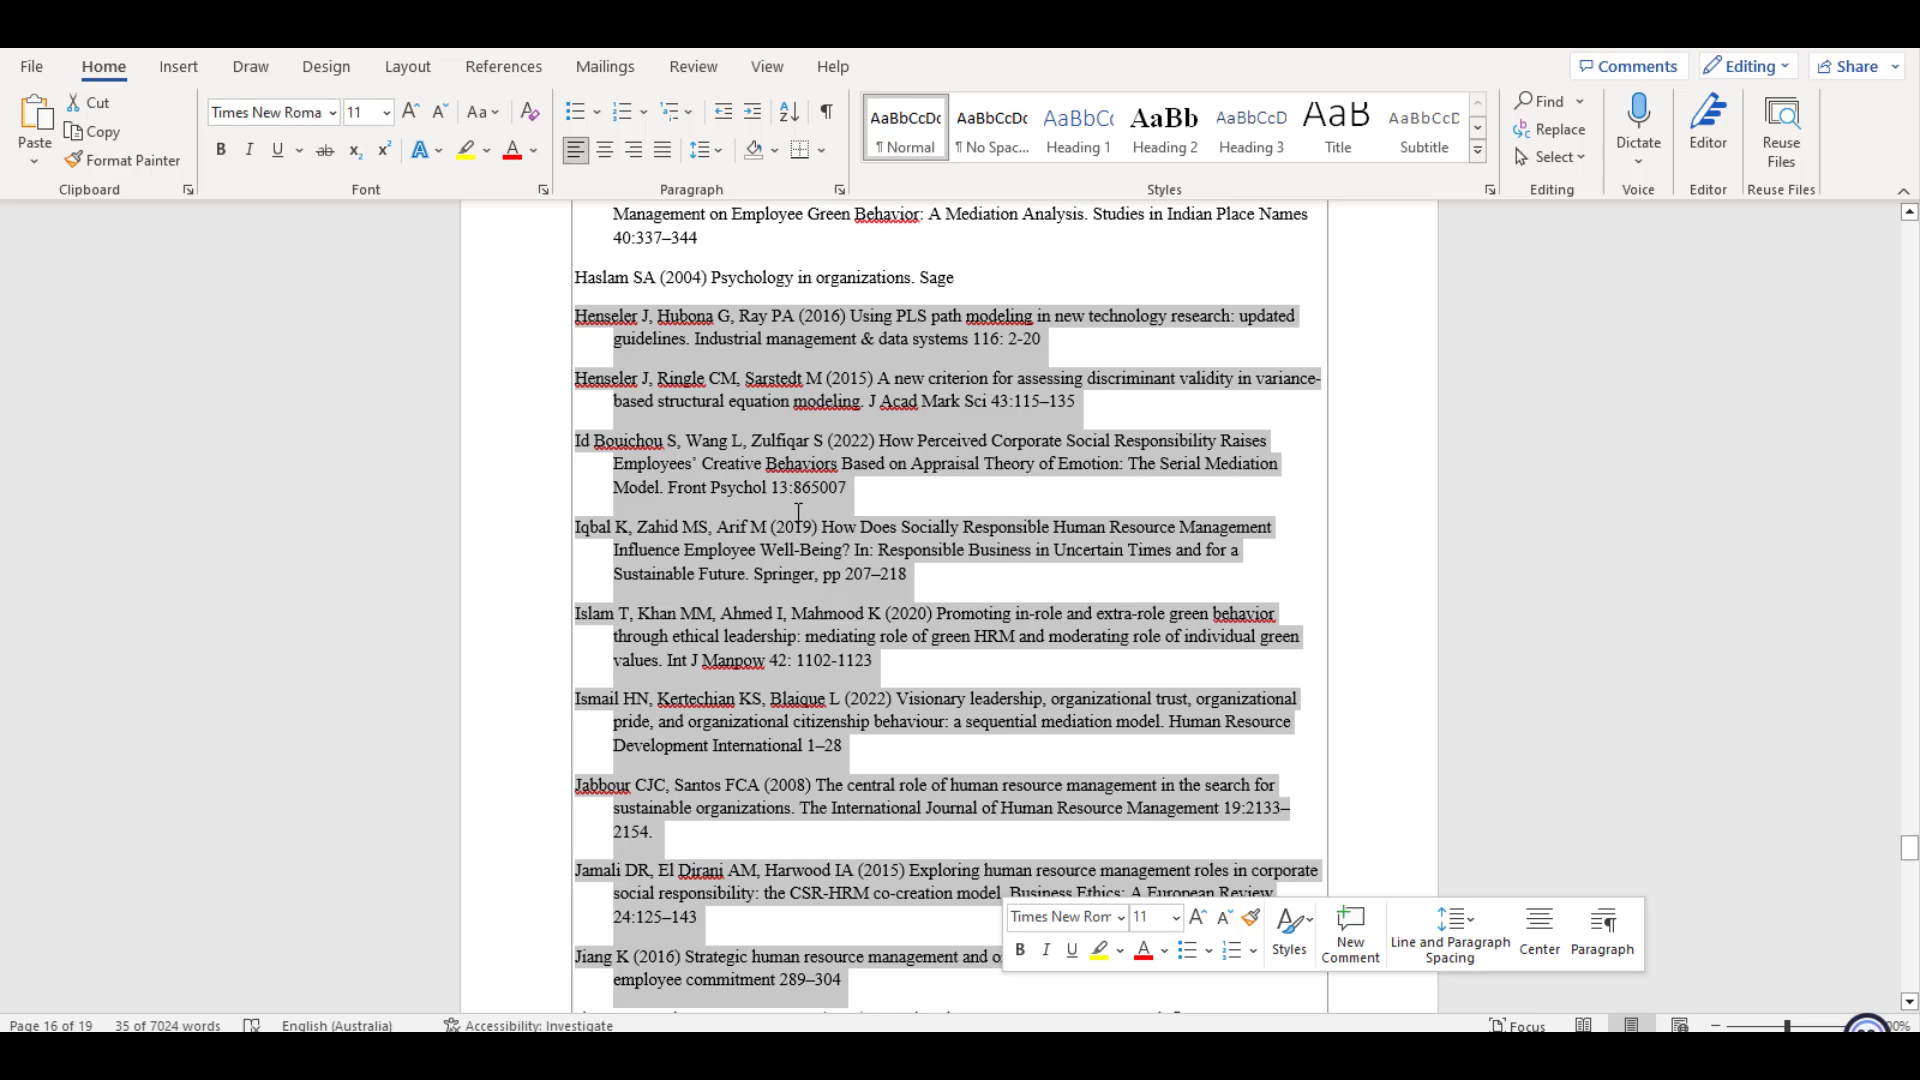 File Home Insert Draw Design Layout References Mailings Review View Help
Comments Editing Share
Paste
Cut
Copy
Format Painter
Clipboard
Times New Roma 11
Font
Paragraph
AaBbCcDc ¶ Normal
AaBbCcDc ¶ No Spac...
AaBbCc Heading 1
AaBb Heading 2
AaBbCcD Heading 3
AaB Title
AaBbCcD Subtitle
Styles
Find
Replace
Select
Editing
Dictate
Voice
Editor
Editor
Reuse Files
Reuse Files
Management on Employee Green Behavior: A Mediation Analysis. Studies in Indian Place Names
40:337–344
Haslam SA (2004) Psychology in organizations. Sage
Henseler J, Hubona G, Ray PA (2016) Using PLS path modeling in new technology research: updated
guidelines. Industrial management & data systems 116: 2-20
Henseler J, Ringle CM, Sarstedt M (2015) A new criterion for assessing discriminant validity in variance-
based structural equation modeling. J Acad Mark Sci 43:115–135
Id Bouichou S, Wang L, Zulfiqar S (2022) How Perceived Corporate Social Responsibility Raises
Employees’ Creative Behaviors Based on Appraisal Theory of Emotion: The Serial Mediation
Model. Front Psychol 13:865007
Iqbal K, Zahid MS, Arif M (2019) How Does Socially Responsible Human Resource Management
Influence Employee Well-Being? In: Responsible Business in Uncertain Times and for a
Sustainable Future. Springer, pp 207–218
Islam T, Khan MM, Ahmed I, Mahmood K (2020) Promoting in-role and extra-role green behavior
through ethical leadership: mediating role of green HRM and moderating role of individual green
values. Int J Manpow 42: 1102-1123
Ismail HN, Kertechian KS, Blaique L (2022) Visionary leadership, organizational trust, organizational
pride, and organizational citizenship behaviour: a sequential mediation model. Human Resource
Development International 1–28
Jabbour CJC, Santos FCA (2008) The central role of human resource management in the search for
sustainable organizations. The International Journal of Human Resource Management 19:2133–
2154.
Jamali DR, El Dirani AM, Harwood IA (2015) Exploring human resource management roles in corporate
social responsibility: the CSR-HRM co-creation model. Business Ethics: A European Review
24:125–143
Jiang K (2016) Strategic human resource management and o
employee commitment 289–304
Times New Rom 11
Styles
New Comment
Line and Paragraph Spacing
Center
Paragraph
Page 16 of 19 35 of 7024 words English (Australia) Accessibility: Investigate Focus